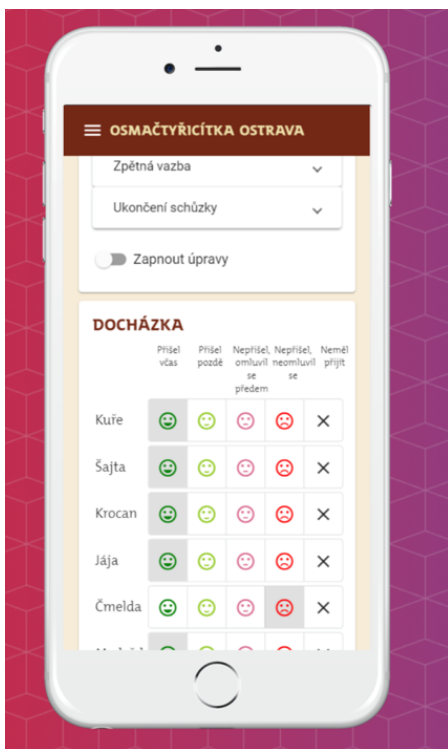 OSMAČTYŘICÍTKA OSTRAVA
Zpětná vazba
Ukončení schůzky
Zapnout úpravy
DOCHÁZKA
Přišel včas
Přišel pozdě
Nepřišel, omluvil se předem
Nepřišel, neomluvil se
Neměl přijít
Kuře
Šajta
Krocan
Jája
Čmelda